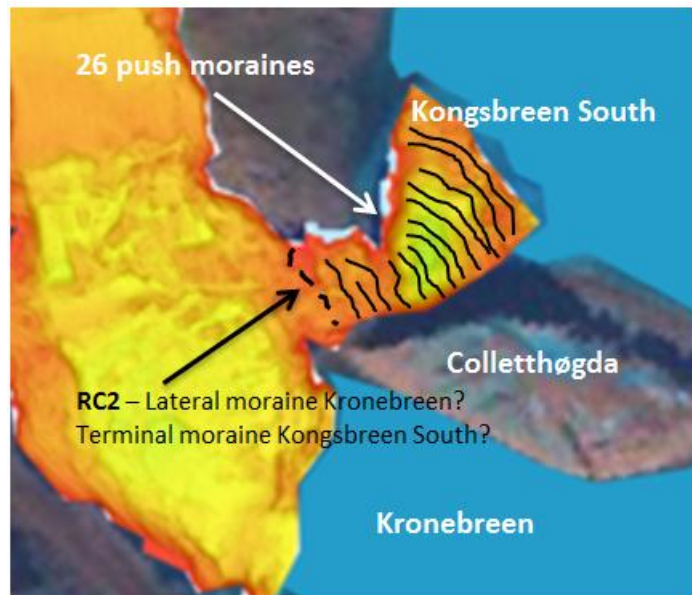 26 push moraines
Kongsbreen South
Colletthøgda
RC2 – Lateral moraine Kronebreen?
Terminal moraine Kongsbreen South?
Kronebreen